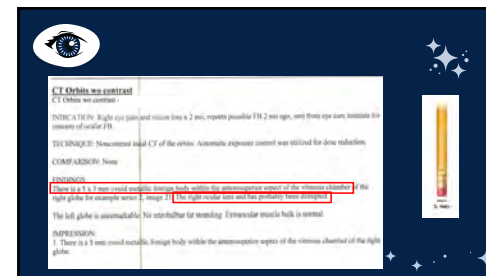 CT Orbits wo contrast
CT Orbits wo contrast -
INDICATION: Right eye pain and vision loss x 2 mo, reports possible FB 2 mo ago, sent from eye care institute for
concern of ocular FB.
TECHNIQUE: Noncontrast axial CT of the orbits. Automatic exposure control was utilized for dose reduction.
COMPARISON: None
FINDINGS:
There is a 5 x 3 mm ovoid metallic foreign body within the anterosuperior aspect of the vitreous chamber of the
right globe for example series 2, image 21. The right ocular lens and has probably been disrupted.
The left globe is unremarkable. No retrobulbar fat stranding. Extraocular muscle bulk is normal.
IMPRESSION:
1. There is a 5 mm ovoid metallic foreign body within the anterosuperior aspect of the vitreous chamber of the right
globe.